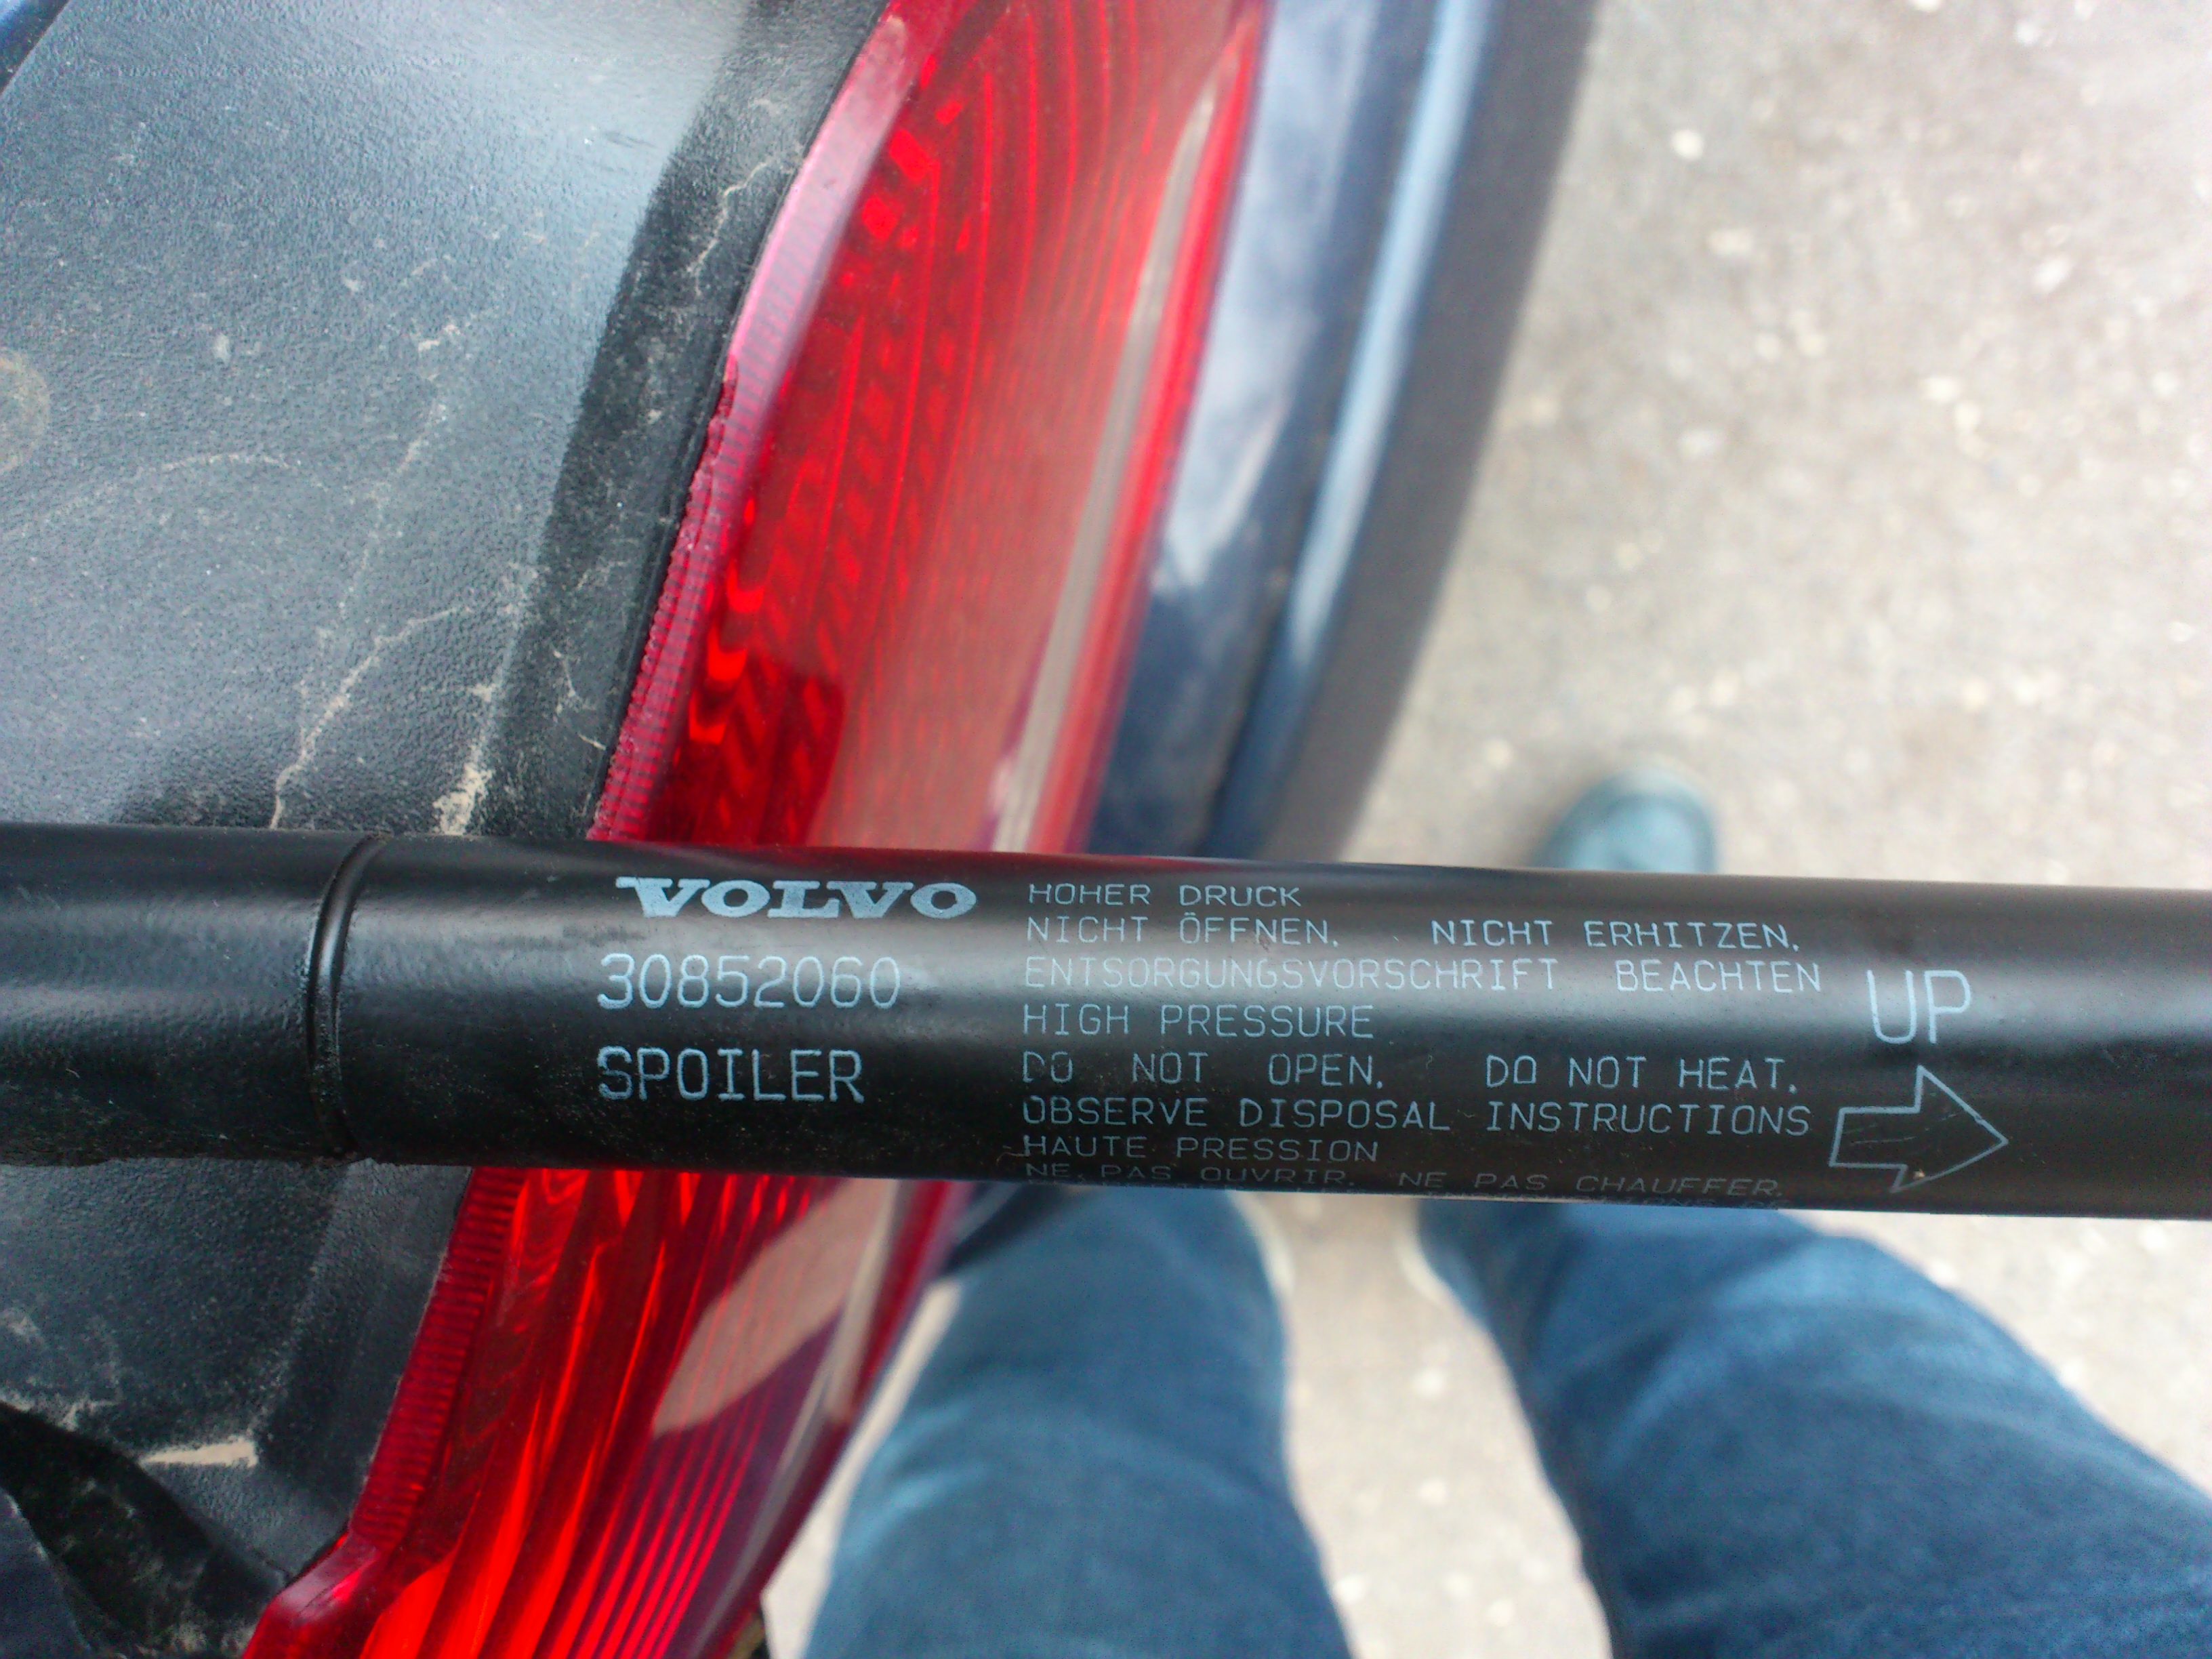 VOLVO
30852060
SPOILER
HOHER DRUCK
NICHT ÖFFNEN. NICHT ERHITZEN.
ENTSORGUNGSVORSCHRIFT BEACHTEN
HIGH PRESSURE
DO NOT OPEN. DO NOT HEAT.
OBSERVE DISPOSAL INSTRUCTIONS
HAUTE PRESSION
NE PAS OUVRIR. NE PAS CHAUFFER.
UP